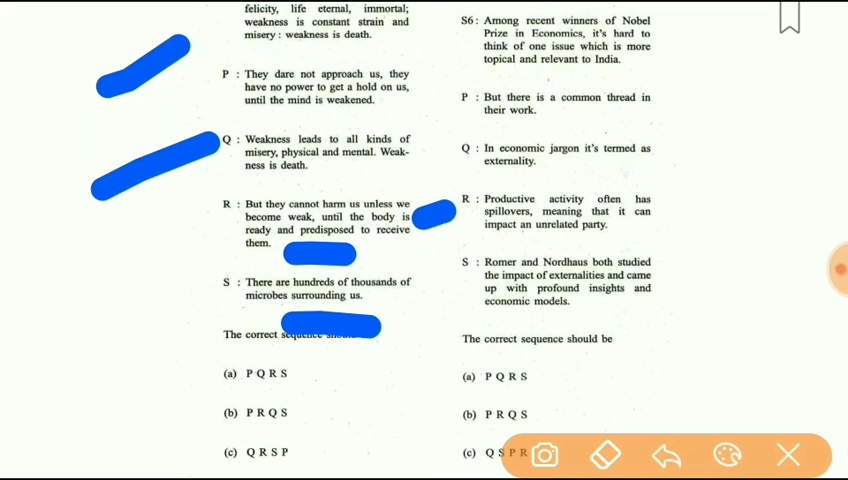 felicity, life eternal, immortal;
weakness is constant strain and
misery : weakness is death.
P : They dare not approach us, they
have no power to get a hold on us,
until the mind is weakened.
Q : Weakness leads to all kinds of
misery, physical and mental. Weak-
ness is death.
R : But they cannot harm us unless we
become weak, until the body is
ready and predisposed to receive
them.
S : There are hundreds of thousands of
microbes surrounding us.
The correct
(a) P Q R S
(b) P R Q S
(c) Q R S P
S6 : Among recent winners of Nobel
Prize in Economics, it's hard to
think of one issue which is more
topical and relevant to India.
P : But there is a common thread in
their work.
Q : In economic jargon it's termed as
externality.
R : Productive activity often has
spillovers, meaning that it can
impact an unrelated party.
S : Romer and Nordhaus both studied
the impact of externalities and came
up with profound insights and
economic models.
The correct sequence should be
(a) P Q R S
(b) P R Q S
(c) Q S P R